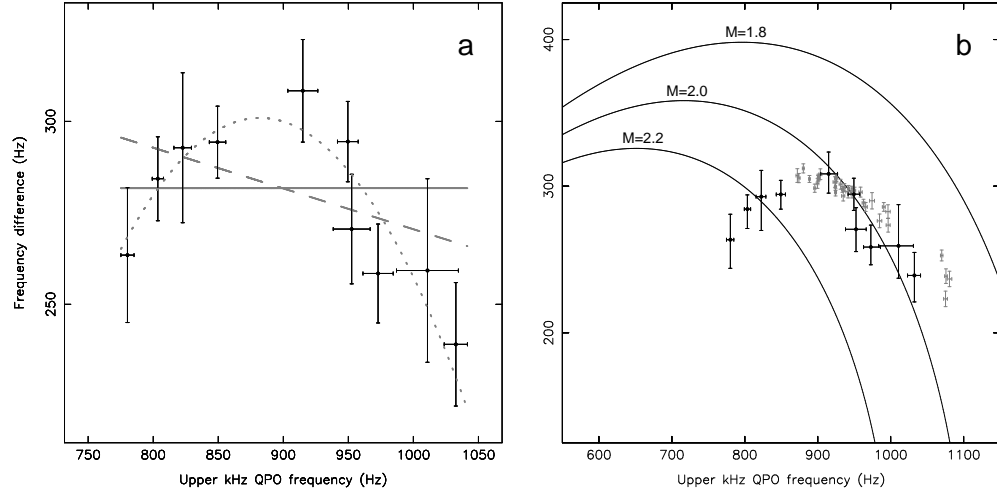 a
300
250
Frequency difference (Hz)
750 800 850 900 950 1000 1050
Upper kHz QPO frequency (Hz)
b
M=1.8
M=2.0
M=2.2
400
300
200
600 700 800 900 1000 1100
Upper kHz QPO frequency (Hz)